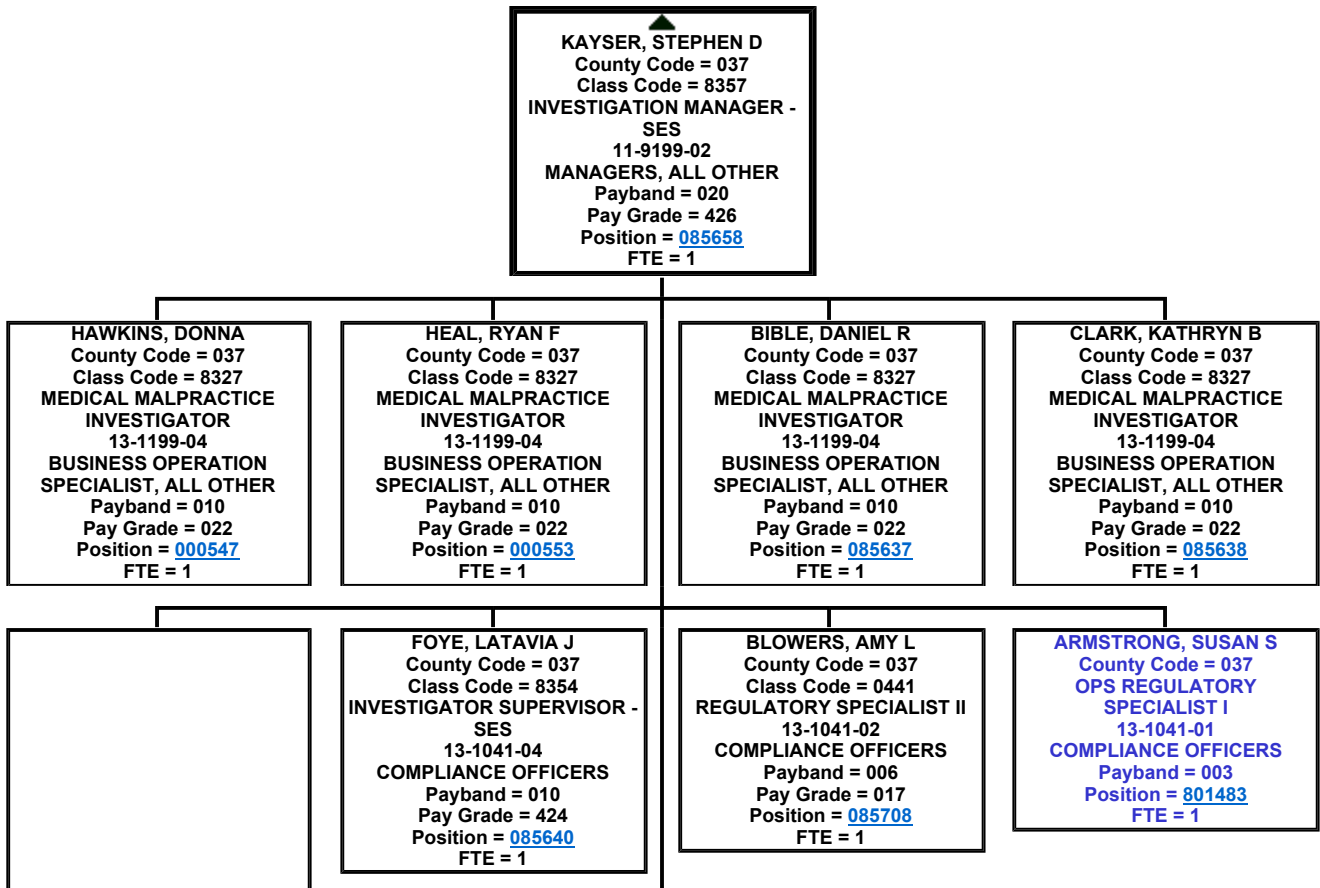 KAYSER, STEPHEN D
County Code = 037
Class Code = 8357
INVESTIGATION MANAGER -
SES
11-9199-02
MANAGERS, ALL OTHER
Payband = 020
Pay Grade = 426
Position = 085658
FTE = 1
HAWKINS, DONNA
County Code = 037
Class Code = 8327
MEDICAL MALPRACTICE
INVESTIGATOR
13-1199-04
BUSINESS OPERATION
SPECIALIST, ALL OTHER
Payband = 010
Pay Grade = 022
Position = 000547
FTE = 1
HEAL, RYAN F
County Code = 037
Class Code = 8327
MEDICAL MALPRACTICE
INVESTIGATOR
13-1199-04
BUSINESS OPERATION
SPECIALIST, ALL OTHER
Payband = 010
Pay Grade = 022
Position = 000553
FTE = 1
BIBLE, DANIEL R
County Code = 037
Class Code = 8327
MEDICAL MALPRACTICE
INVESTIGATOR
13-1199-04
BUSINESS OPERATION
SPECIALIST, ALL OTHER
Payband = 010
Pay Grade = 022
Position = 085637
FTE = 1
CLARK, KATHRYN B
County Code = 037
Class Code = 8327
MEDICAL MALPRACTICE
INVESTIGATOR
13-1199-04
BUSINESS OPERATION
SPECIALIST, ALL OTHER
Payband = 010
Pay Grade = 022
Position = 085638
FTE = 1
FOYE, LATAVIA J
County Code = 037
Class Code = 8354
INVESTIGATOR SUPERVISOR -
SES
13-1041-04
COMPLIANCE OFFICERS
Payband = 010
Pay Grade = 424
Position = 085640
FTE = 1
BLOWERS, AMY L
County Code = 037
Class Code = 0441
REGULATORY SPECIALIST II
13-1041-02
COMPLIANCE OFFICERS
Payband = 006
Pay Grade = 017
Position = 085708
FTE = 1
ARMSTRONG, SUSAN S
County Code = 037
OPS REGULATORY
SPECIALIST I
13-1041-01
COMPLIANCE OFFICERS
Payband = 003
Position = 801483
FTE = 1